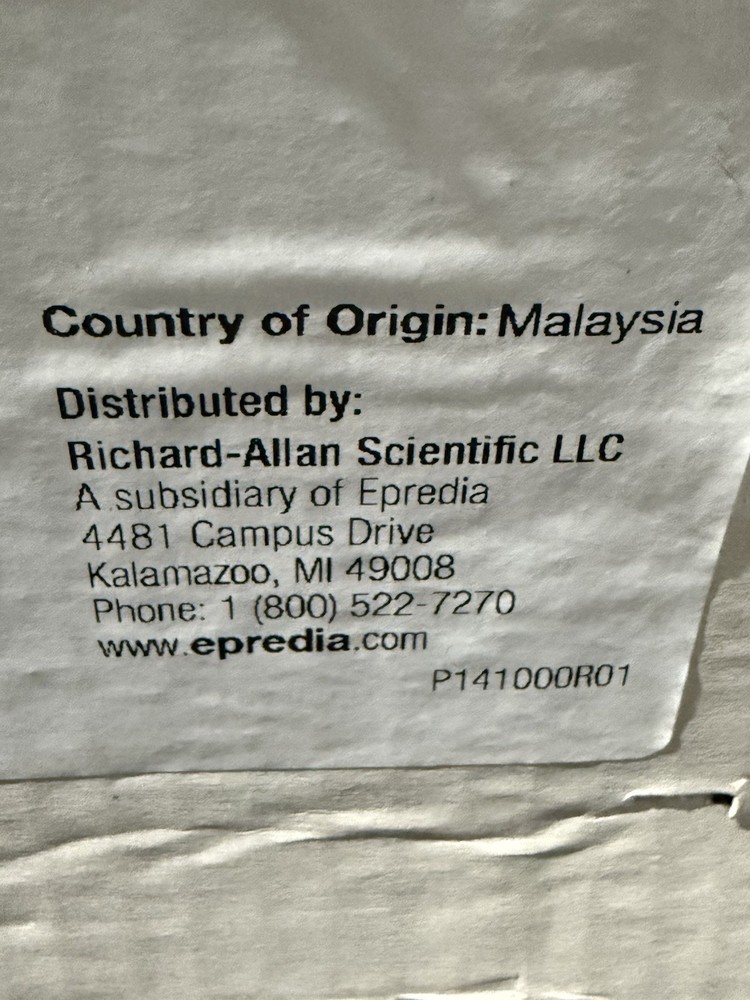 Country of Origin: Malaysia
Distributed by:
Richard-Allan Scientific LLC
A subsidiary of Epredia
4481 Campus Drive
Kalamazoo, MI 49008
Phone: 1 (800) 522-7270
www.epredia.com
P141000R01